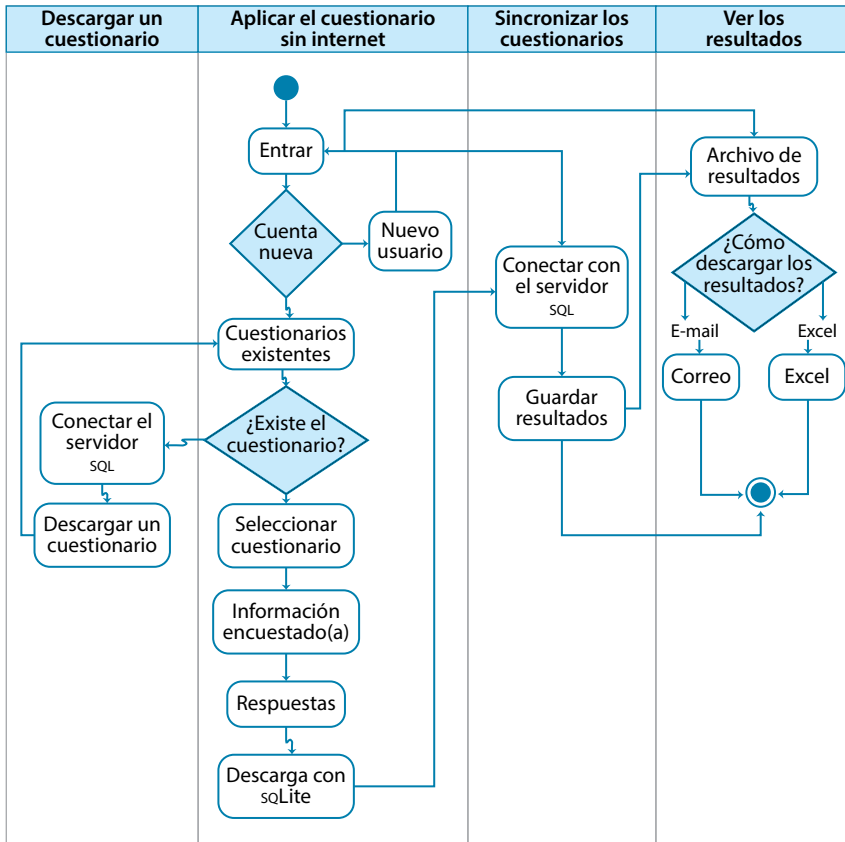 Descargar un
cuestionario
Aplicar el cuestionario
sin internet
Sincronizar los
cuestionarios
Ver los
resultados
Entrar
Cuenta
nueva
Nuevo
usuario
Cuestionarios
existentes
¿Existe el
cuestionario?
Conectar el
servidor
SQL
Descargar un
cuestionario
Seleccionar
cuestionario
Información
encuestado(a)
Respuestas
Descarga con
SQLite
Conectar con
el servidor
SQL
Guardar
resultados
Archivo de
resultados
¿Cómo
descargar los
resultados?
E-mail
Excel
Correo
Excel